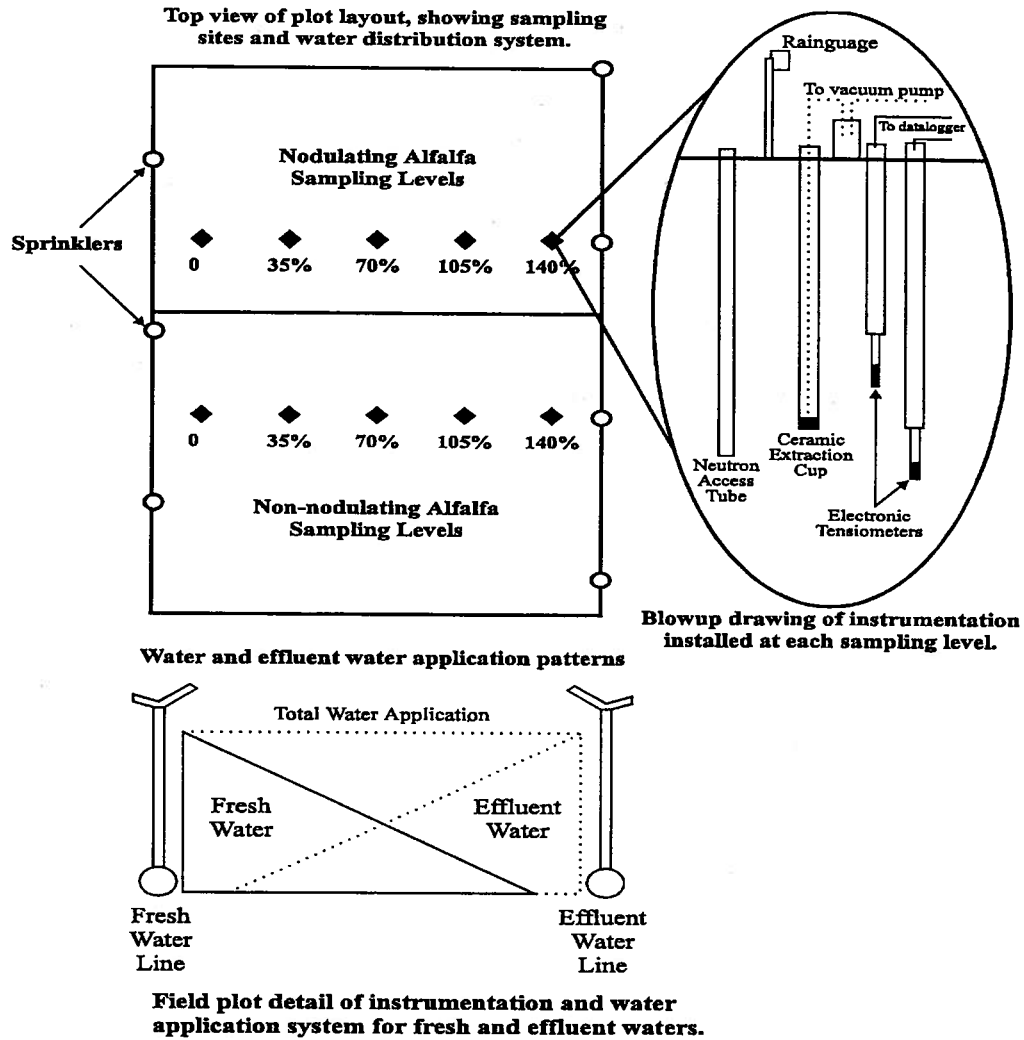 Top view of plot layout, showing sampling
sites and water distribution system.
Nodulating Alfalfa
Sampling Levels
Sprinklers
0 35% 70% 105% 140%
0 35% 70% 105% 140%
Non-nodulating Alfalfa
Sampling Levels
Rainguage
To vacuum pump
To datalogger
Neutron
Access
Tube
Ceramic
Extraction
Cup
Electronic
Tensiometers
Blowup drawing of instrumentation
installed at each sampling level.
Water and effluent water application patterns
Total Water Application
Fresh
Water
Effluent
Water
Fresh
Water
Line
Effluent
Water
Line
Field plot detail of instrumentation and water
application system for fresh and effluent waters.